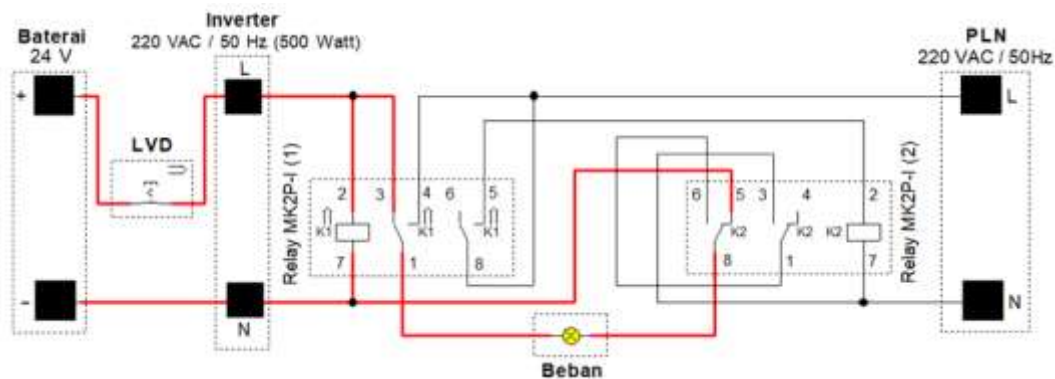 Baterai
24 V
Inverter
220 VAC / 50 Hz (500 Watt)
PLN
220 VAC / 50Hz
L
+
L
LVD
Relay MK2P-I (1)
2 3 4 6 5
K1 K1 K1
7 1 8
6 5 3 4 2
K2 K2 K2
8 1 7
Relay MK2P-I (2)
-
N
N
Beban